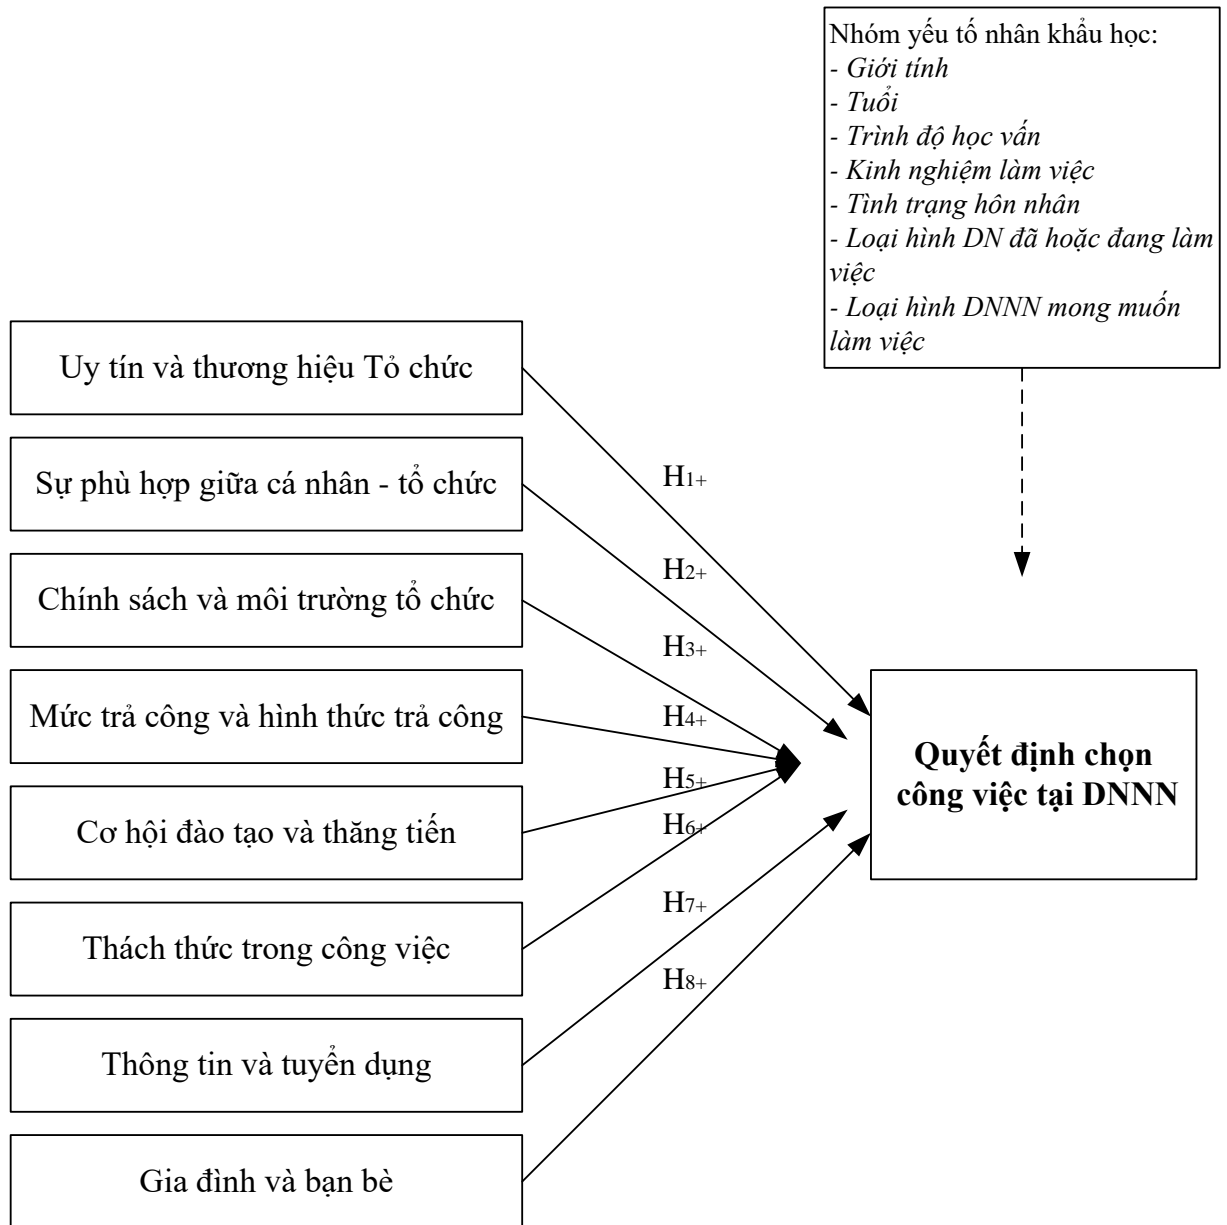 Nhóm yếu tố nhân khẩu học:
- Giới tính
- Tuổi
- Trình độ học vấn
- Kinh nghiệm làm việc
- Tình trạng hôn nhân
- Loại hình DN đã hoặc đang làm
việc
- Loại hình DNNN mong muốn
làm việc
Uy tín và thương hiệu Tỏ chức
Sự phù hợp giữa cá nhân - tổ chức
Chính sách và môi trường tổ chức
Mức trả công và hình thức trả công
Cơ hội đào tạo và thăng tiến
Thách thức trong công việc
Thông tin và tuyển dụng
Gia đình và bạn bè
H1+
H2+
H3+
H4+
H5+
H6+
H7+
H8+
Quyết định chọn
công việc tại DNNN